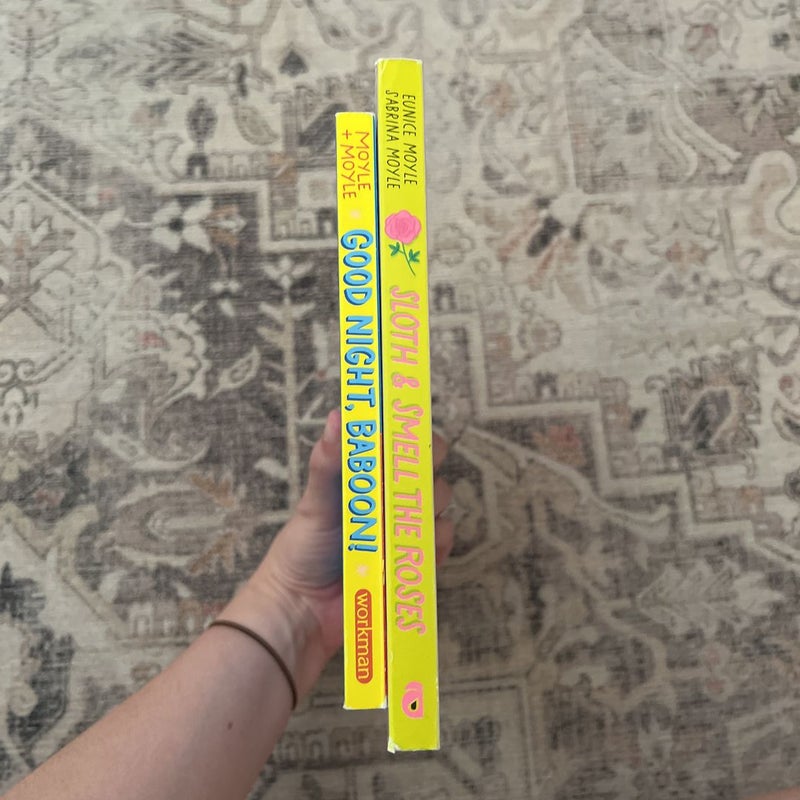 MOYLE
+ MOYLE
GOOD NIGHT, BABOON!
workman
EUNICE MOYLE
SABRINA MOYLE
SLOTH & SMELL THE ROSES